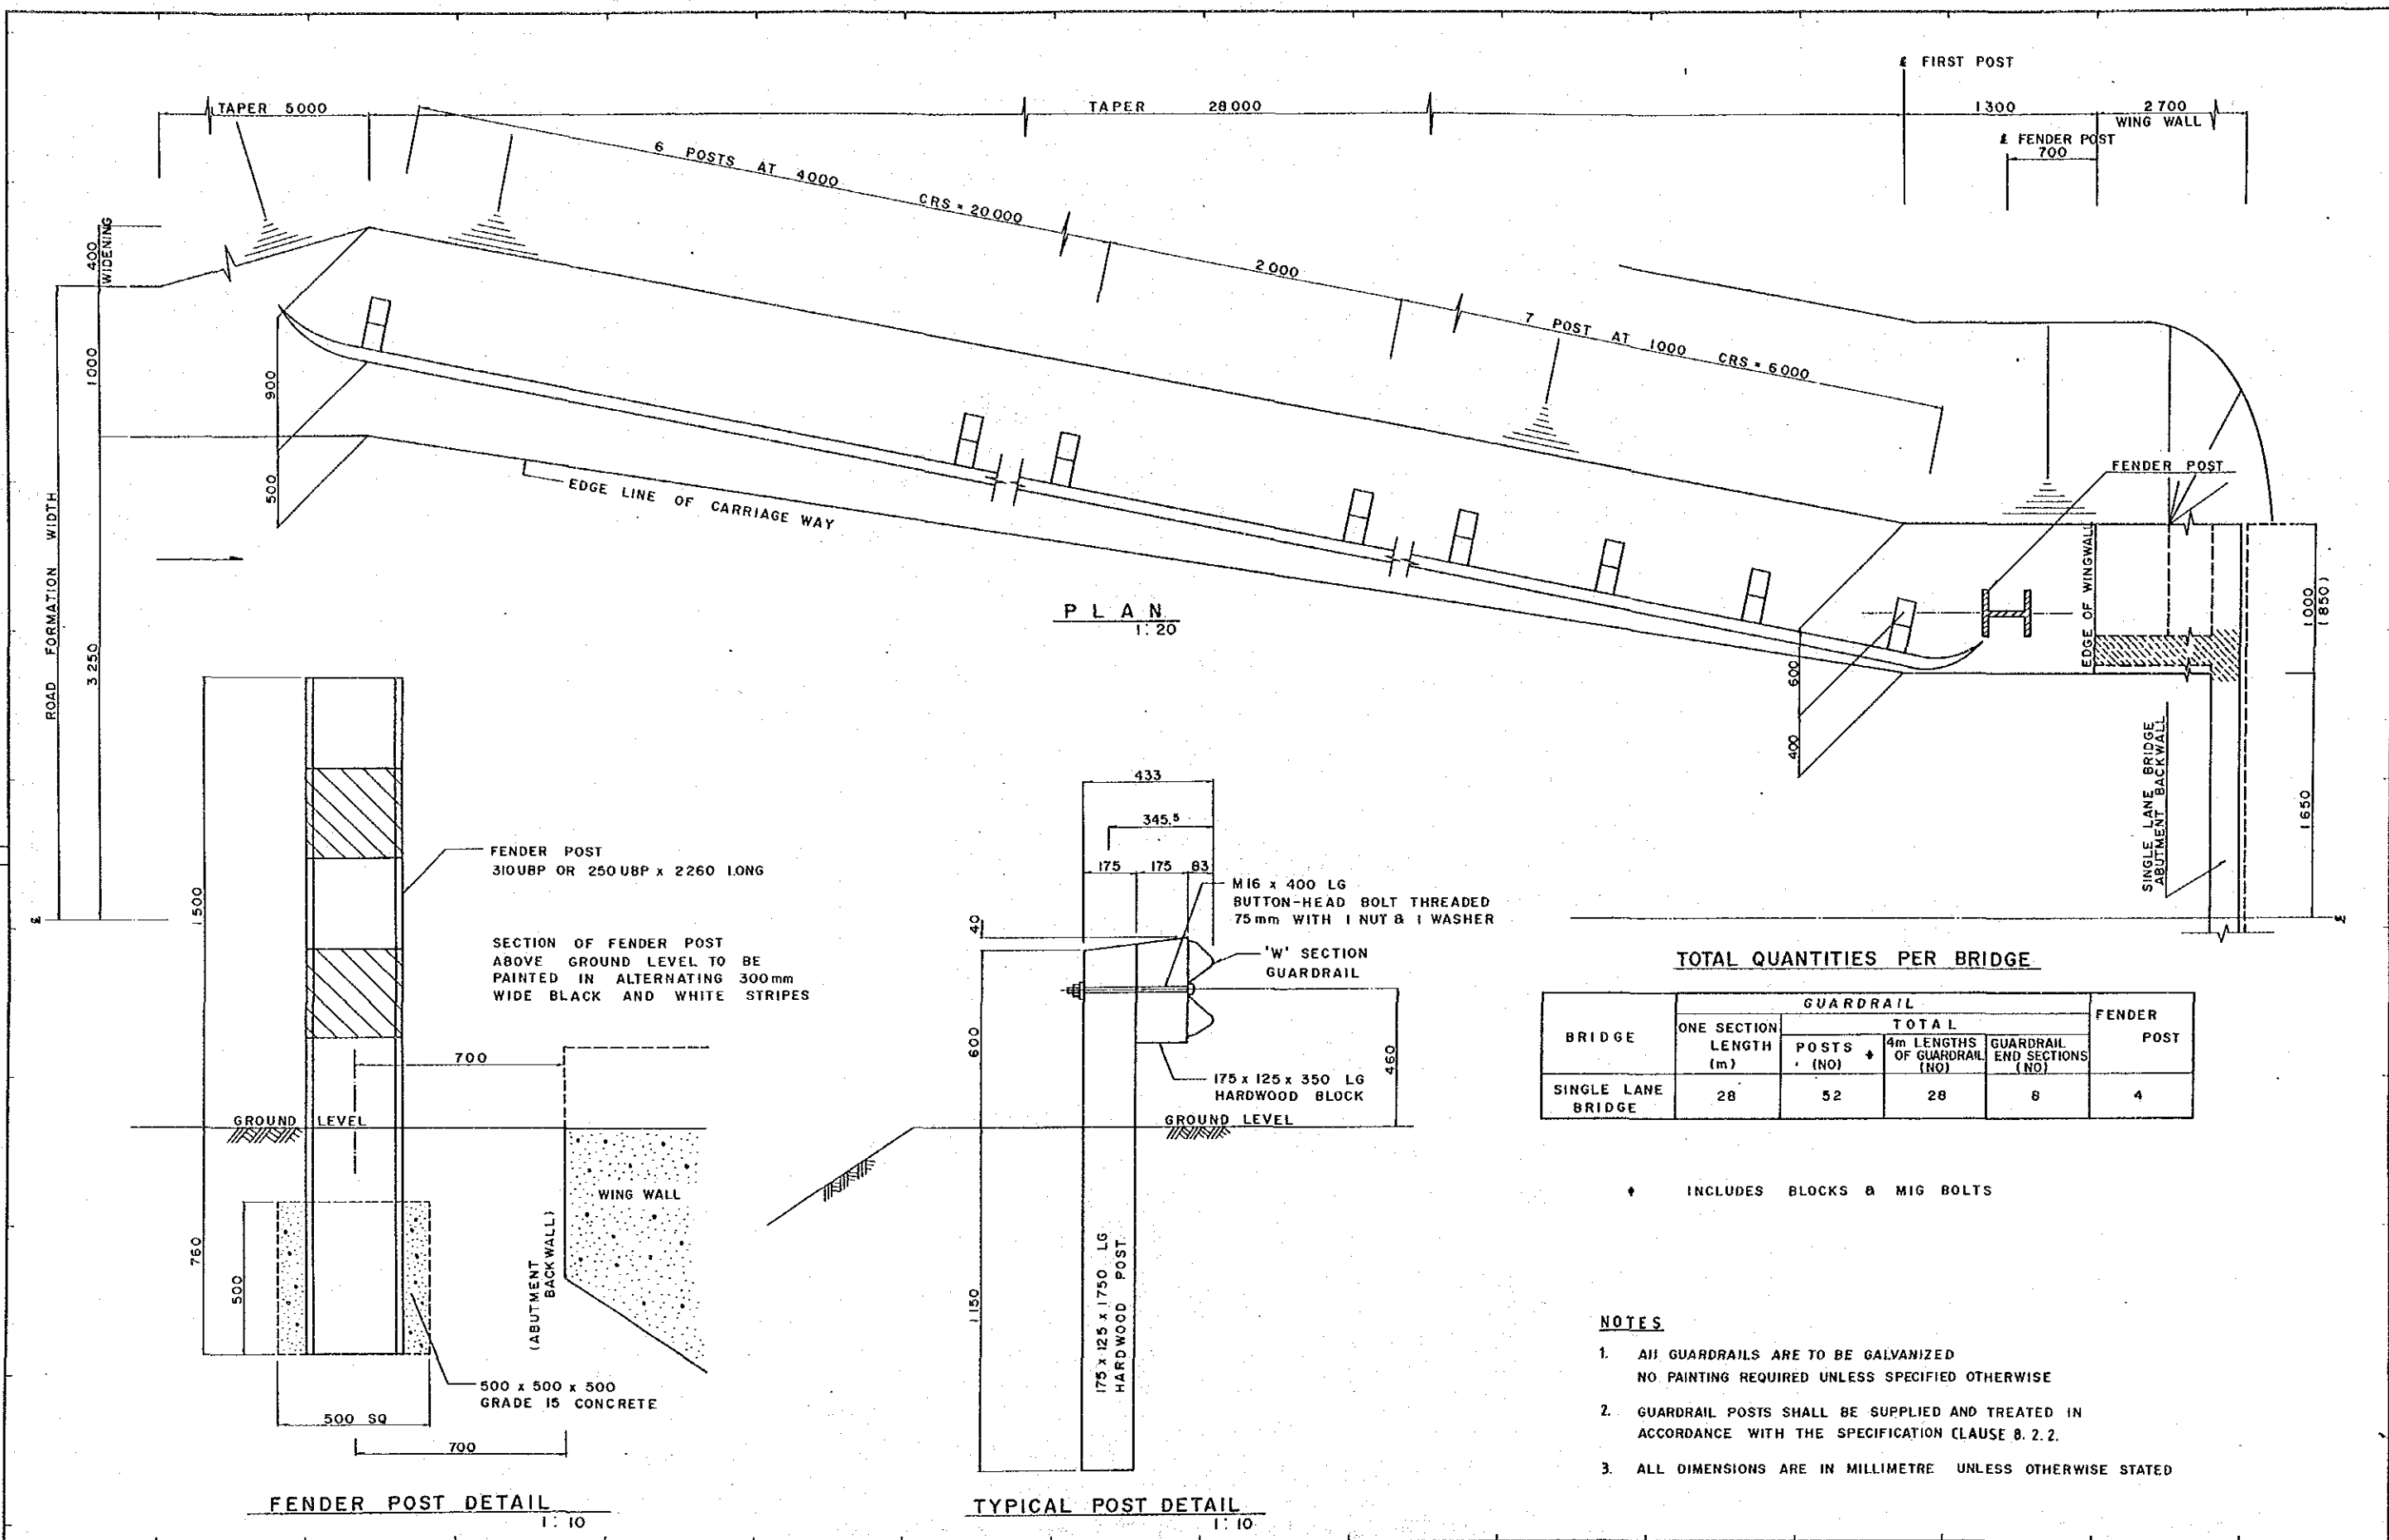 ℄ FIRST POST
TAPER 5000
TAPER 28000
1300
2700
WING WALL
℄ FENDER POST
700
6 POSTS AT 4000 CRS = 20000
2000
7 POST AT 1000 CRS = 6000
400
WIDENING
1000
900
500
EDGE LINE OF CARRIAGE WAY
ROAD FORMATION WIDTH
3250
℄
FENDER POST
EDGE OF WINGWALL
1000
(850)
600
400
SINGLE LANE BRIDGE
ABUTMENT BACKWALL
1650
℄
PLAN
1:20
1500
760
FENDER POST
310UBP OR 250UBP x 2260 LONG
SECTION OF FENDER POST
ABOVE GROUND LEVEL TO BE
PAINTED IN ALTERNATING 300mm
WIDE BLACK AND WHITE STRIPES
700
GROUND LEVEL
WING WALL
(ABUTMENT
BACKWALL)
500
500 x 500 x 500
GRADE 15 CONCRETE
500 SQ
700
FENDER POST DETAIL
1:10
433
345.5
175
175
83
M16 x 400 LG
BUTTON-HEAD BOLT THREADED
75mm WITH 1 NUT & 1 WASHER
40
'W' SECTION
GUARDRAIL
600
460
175 x 125 x 350 LG
HARDWOOD BLOCK
GROUND LEVEL
1150
175 x 125 x 1750 LG
HARDWOOD POST
TYPICAL POST DETAIL
1:10
TOTAL QUANTITIES PER BRIDGE
BRIDGE
GUARDRAIL
FENDER
POST
ONE SECTION
LENGTH
(m)
TOTAL
POSTS ♦
(NO)
4m LENGTHS
OF GUARDRAIL
(NO)
GUARDRAIL
END SECTIONS
(NO)
SINGLE LANE
BRIDGE
28
52
28
8
4
♦ INCLUDES BLOCKS & MIG BOLTS
NOTES
1. All GUARDRAILS ARE TO BE GALVANIZED
NO PAINTING REQUIRED UNLESS SPECIFIED OTHERWISE
2. GUARDRAIL POSTS SHALL BE SUPPLIED AND TREATED IN
ACCORDANCE WITH THE SPECIFICATION CLAUSE 8.2.2.
3. ALL DIMENSIONS ARE IN MILLIMETRE UNLESS OTHERWISE STATED